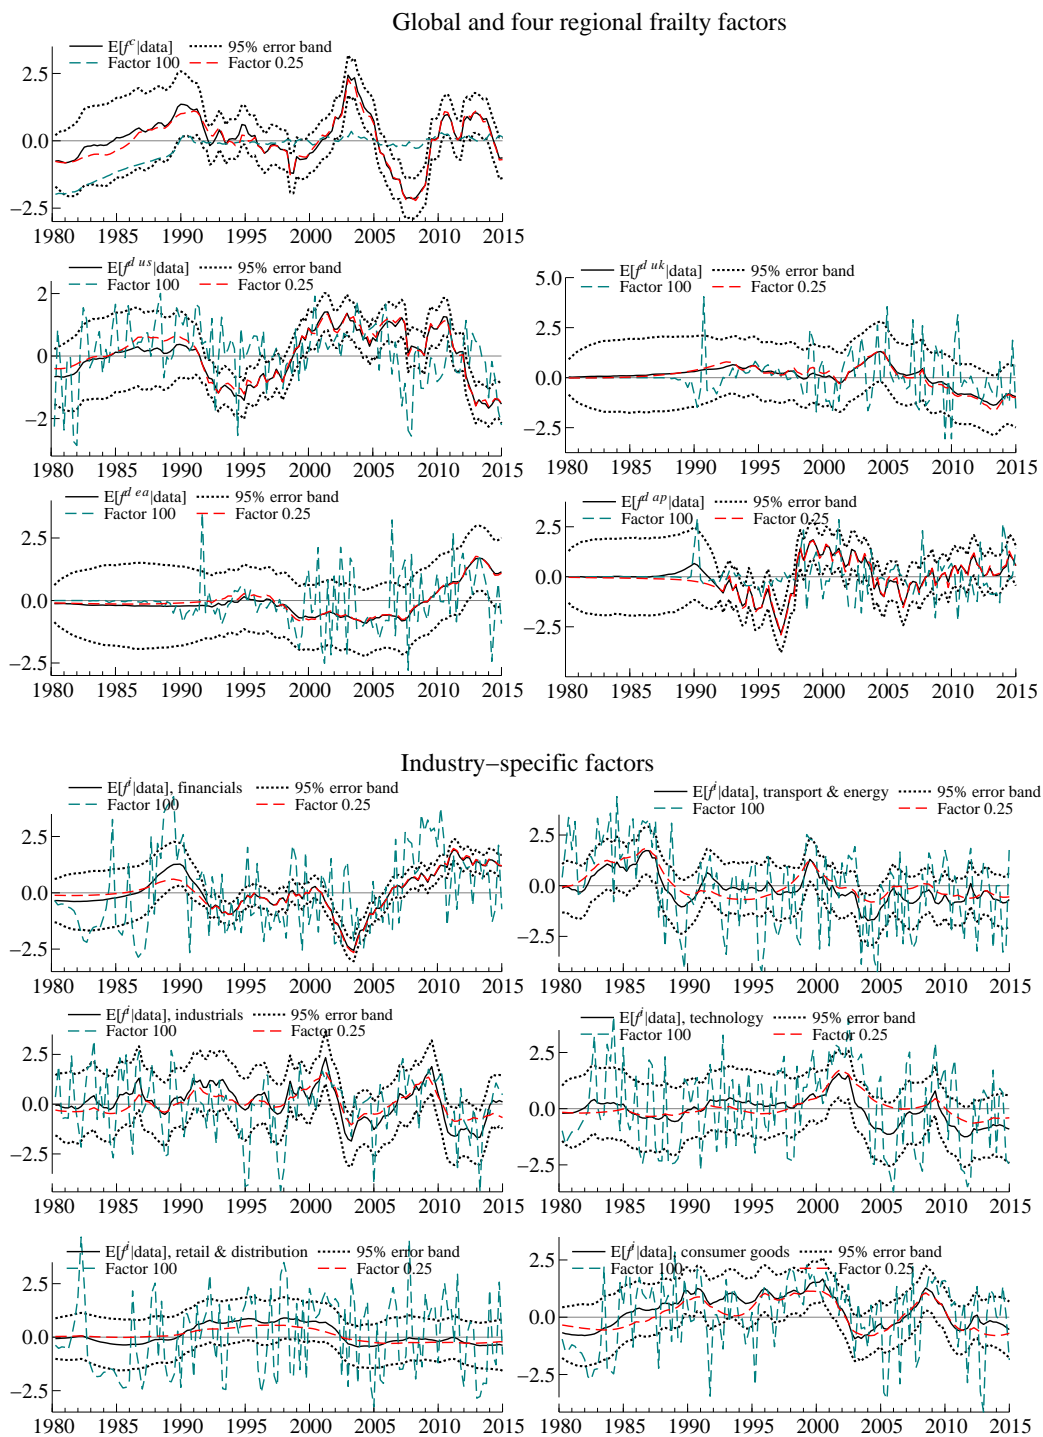 Global and four regional frailty factors
E[f^c|data] 95% error band
Factor 100 Factor 0.25
2.5
0.0
−2.5
1980 1985 1990 1995 2000 2005 2010 2015
E[f^d us|data] 95% error band
Factor 100 Factor 0.25
2
0
−2
1980 1985 1990 1995 2000 2005 2010 2015
E[f^d uk|data] 95% error band
Factor 100 Factor 0.25
5.0
2.5
0.0
−2.5
1980 1985 1990 1995 2000 2005 2010 2015
E[f^d ea|data] 95% error band
Factor 100 Factor 0.25
2.5
0.0
−2.5
1980 1985 1990 1995 2000 2005 2010 2015
E[f^d ap|data] 95% error band
Factor 100 Factor 0.25
2.5
0.0
−2.5
1980 1985 1990 1995 2000 2005 2010 2015
Industry−specific factors
E[f^i|data], financials 95% error band
Factor 100 Factor 0.25
2.5
0.0
−2.5
1980 1985 1990 1995 2000 2005 2010 2015
E[f^i|data], transport & energy 95% error band
Factor 100 Factor 0.25
2.5
0.0
−2.5
1980 1985 1990 1995 2000 2005 2010 2015
E[f^i|data], industrials 95% error band
Factor 100 Factor 0.25
2.5
0.0
−2.5
1980 1985 1990 1995 2000 2005 2010 2015
E[f^i|data], technology 95% error band
Factor 100 Factor 0.25
2.5
0.0
−2.5
1980 1985 1990 1995 2000 2005 2010 2015
E[f^i|data], retail & distribution 95% error band
Factor 100 Factor 0.25
2.5
0.0
−2.5
1980 1985 1990 1995 2000 2005 2010 2015
E[f^i|data], consumer goods 95% error band
Factor 100 Factor 0.25
2.5
0.0
−2.5
1980 1985 1990 1995 2000 2005 2010 2015